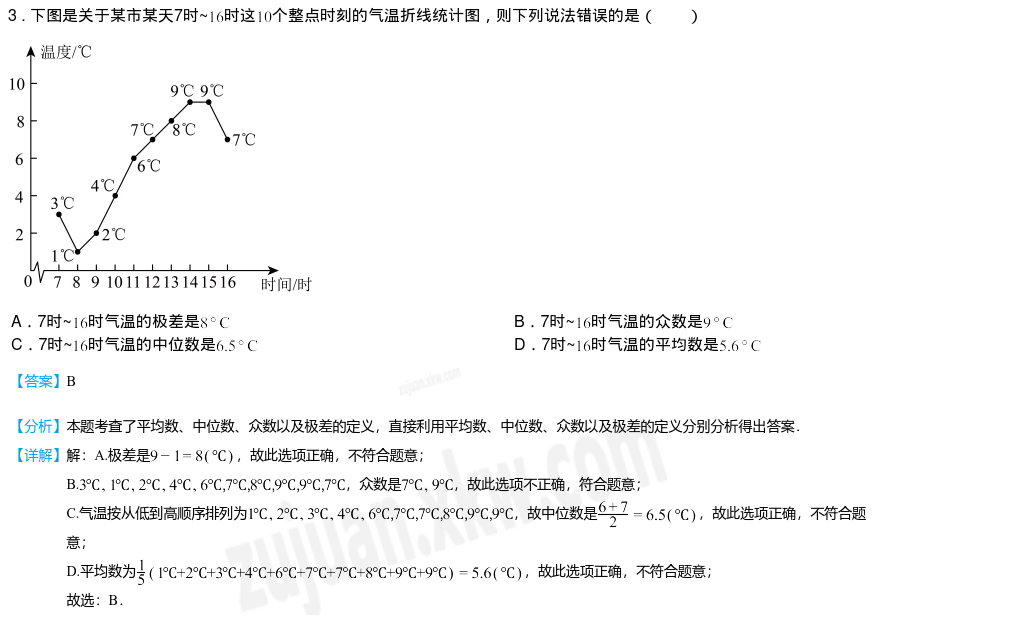 3．下图是关于某市某天7时~16时这10个整点时刻的气温折线统计图，则下列说法错误的是（　　）
温度/℃
10
8
6
4
2
0
3℃
1℃
2℃
4℃
6℃
7℃
8℃
9℃ 9℃
7℃
7 8 9 10 11 12 13 14 15 16
时间/时
A．7时~16时气温的极差是8°C
B．7时~16时气温的众数是9°C
C．7时~16时气温的中位数是6.5°C
D．7时~16时气温的平均数是5.6°C
【答案】B
【分析】本题考查了平均数、中位数、众数以及极差的定义，直接利用平均数、中位数、众数以及极差的定义分别分析得出答案．
【详解】解：A.极差是9－1＝8(℃)，故此选项正确，不符合题意；
B.3℃, 1℃, 2℃, 4℃, 6℃,7℃,8℃,9℃,9℃,7℃，众数是7℃, 9℃，故此选项不正确，符合题意；
C.气温按从低到高顺序排列为1℃, 2℃, 3℃, 4℃, 6℃,7℃,7℃,8℃,9℃,9℃，故中位数是(6+7)/2＝6.5(℃)，故此选项正确，不符合题
意；
D.平均数为1/5(1℃+2℃+3℃+4℃+6℃+7℃+7℃+8℃+9℃+9℃)＝5.6(℃)，故此选项正确，不符合题意；
故选：B．
zujuan.xkw.com
zujuan.xkw.com